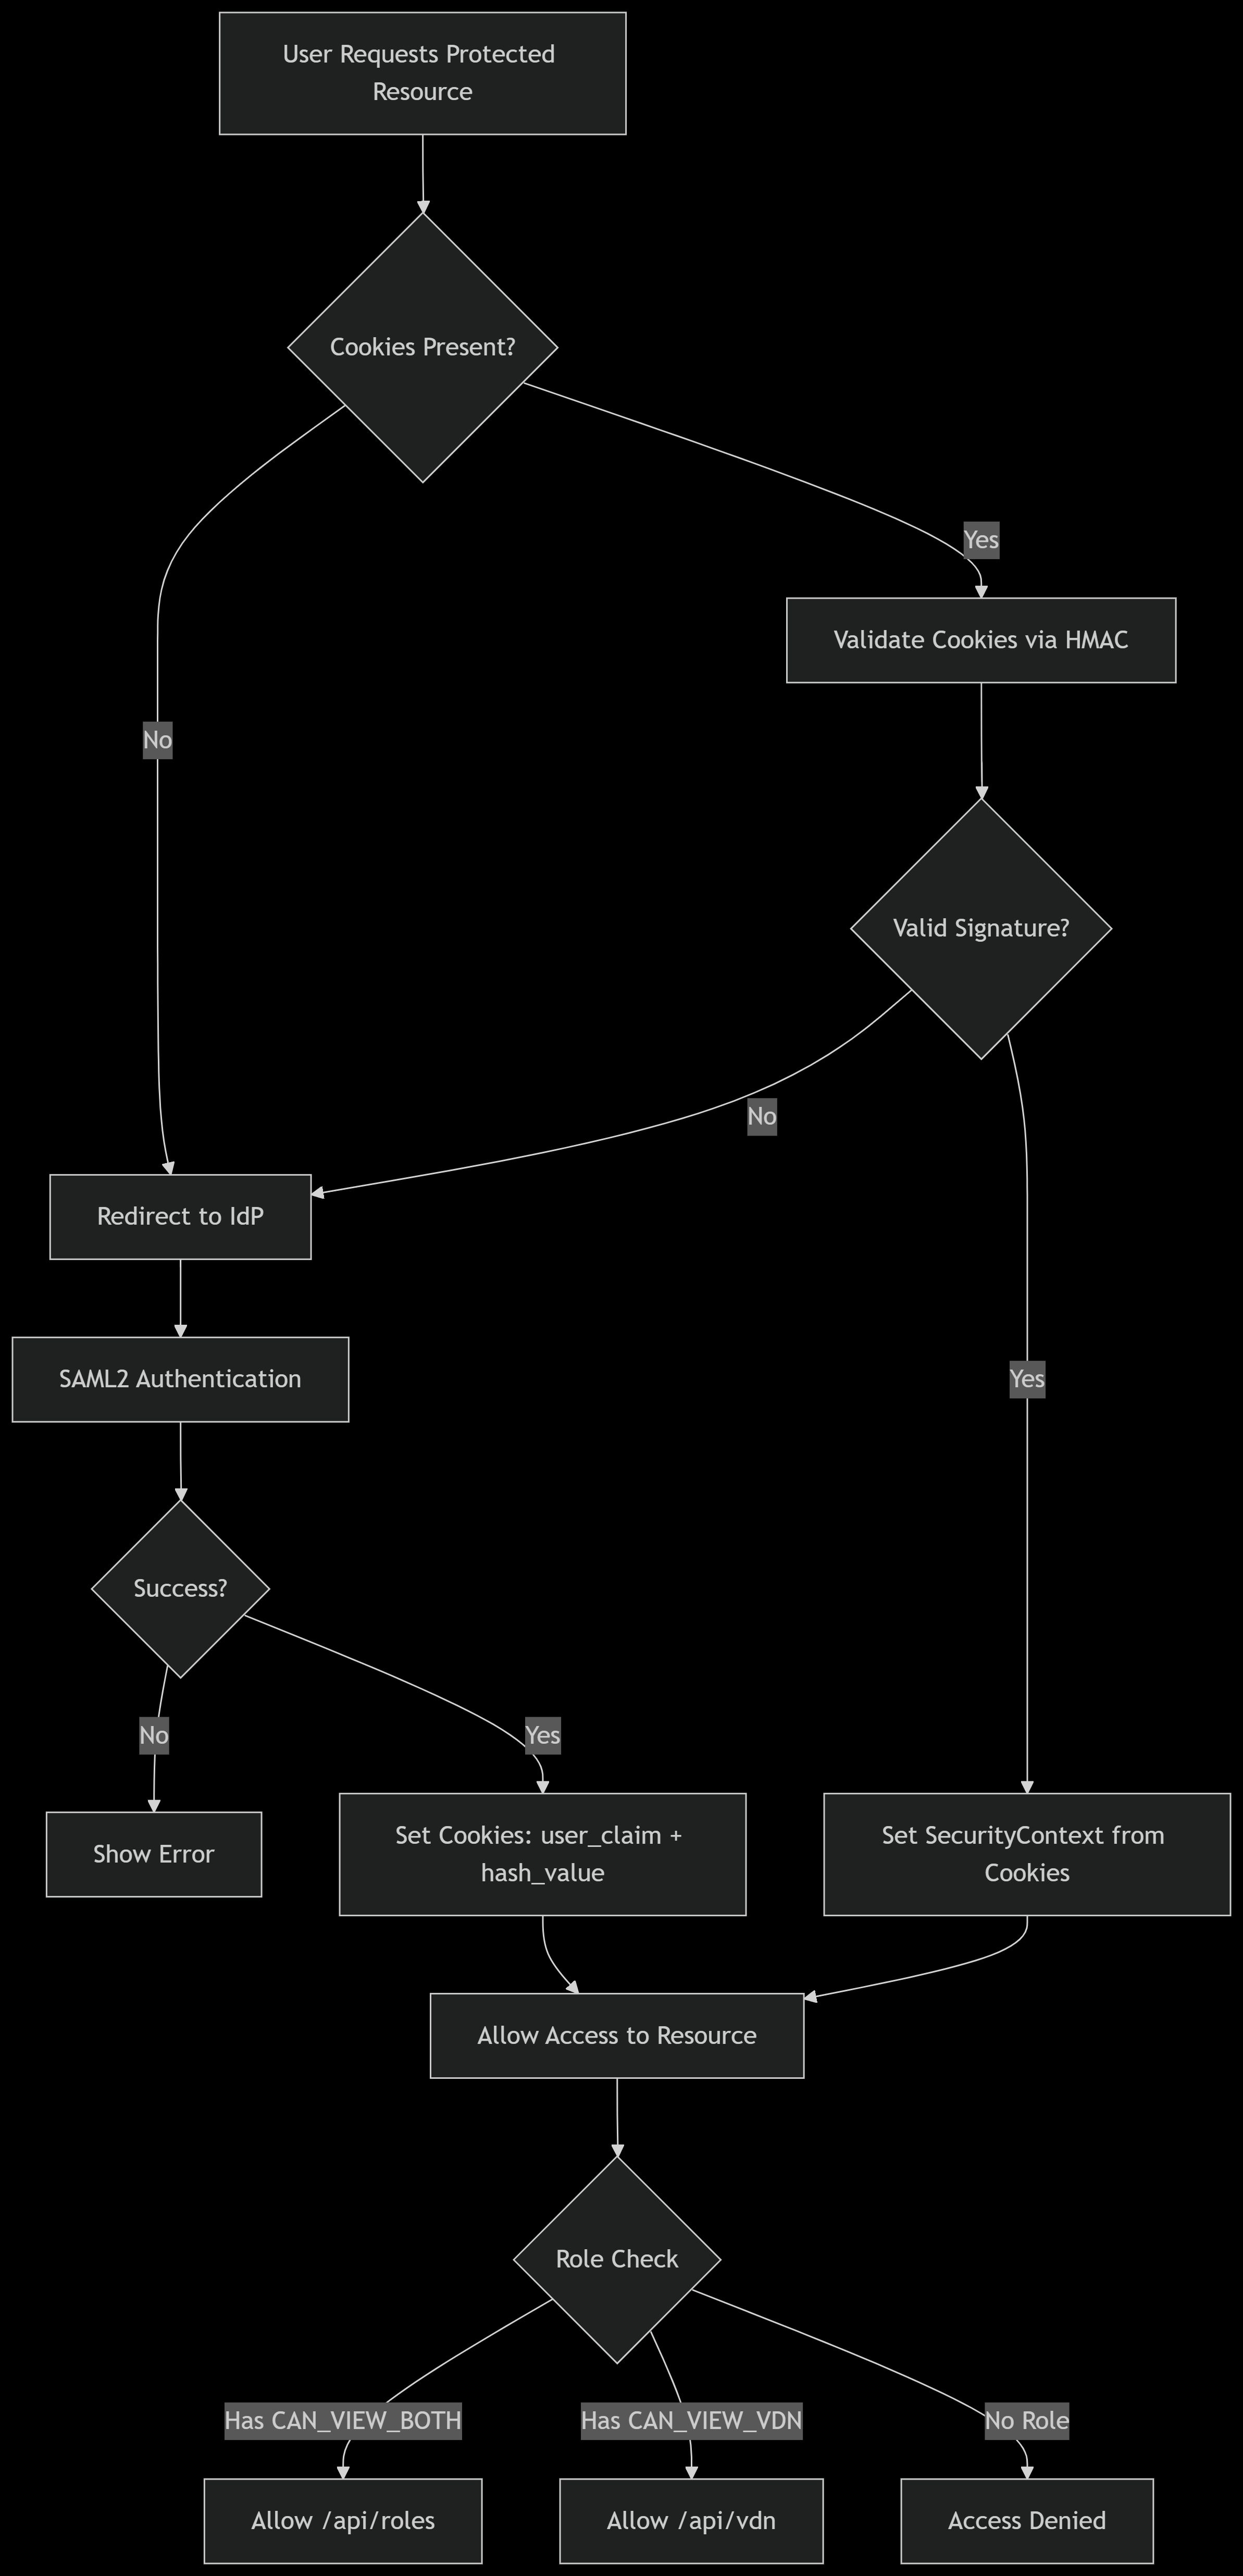 User Requests Protected
Resource
Cookies Present?
Yes
Validate Cookies via HMAC
No
Valid Signature?
No
Redirect to IdP
SAML2 Authentication
Yes
Success?
No
Yes
Show Error
Set Cookies: user_claim +
hash_value
Set SecurityContext from
Cookies
Allow Access to Resource
Role Check
Has CAN_VIEW_BOTH
Has CAN_VIEW_VDN
No Role
Allow /api/roles
Allow /api/vdn
Access Denied